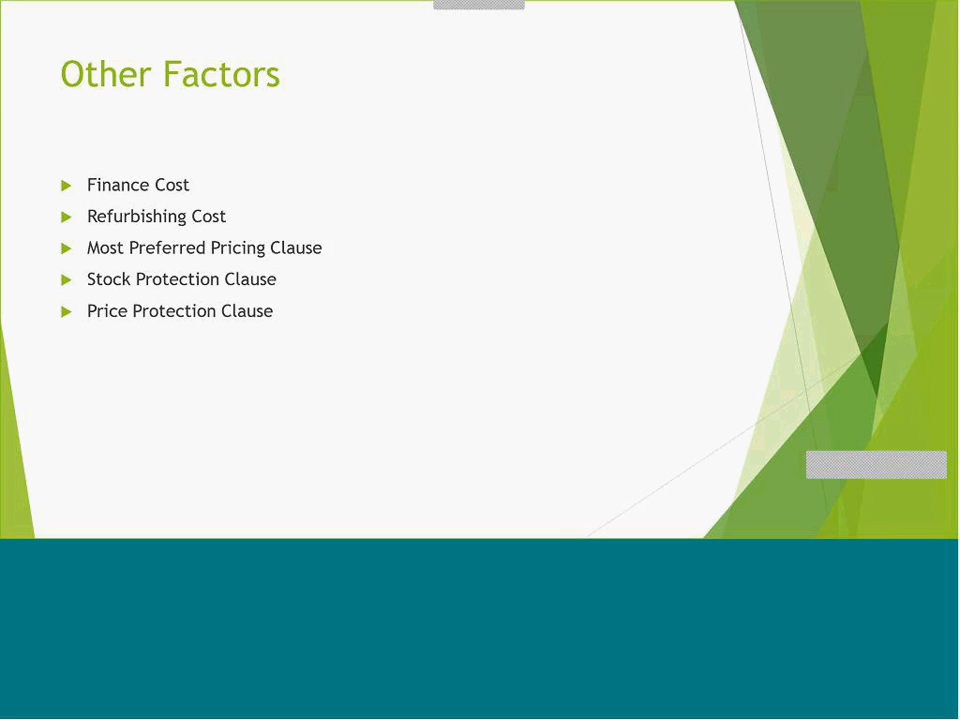 Other Factors
Finance Cost
Refurbishing Cost
Most Preferred Pricing Clause
Stock Protection Clause
Price Protection Clause